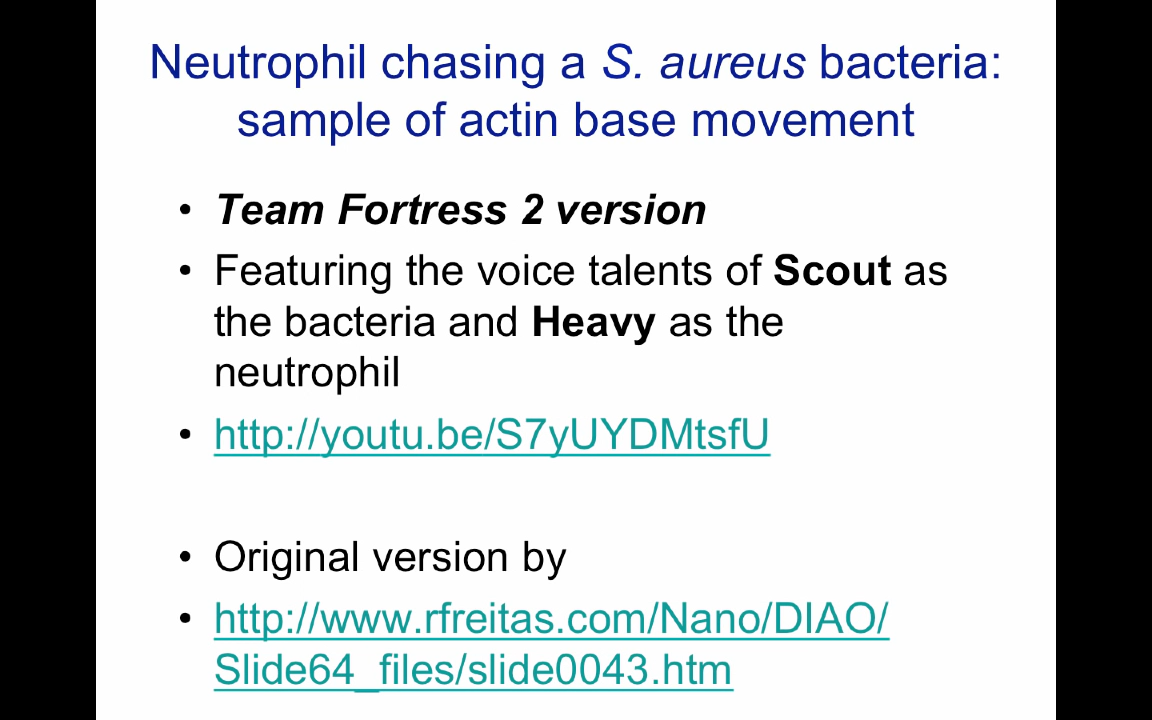 Neutrophil chasing a S. aureus bacteria:
sample of actin base movement
• Team Fortress 2 version
• Featuring the voice talents of Scout as
the bacteria and Heavy as the
neutrophil
• http://youtu.be/S7yUYDMtsfU
• Original version by
• http://www.rfreitas.com/Nano/DIAO/
Slide64_files/slide0043.htm